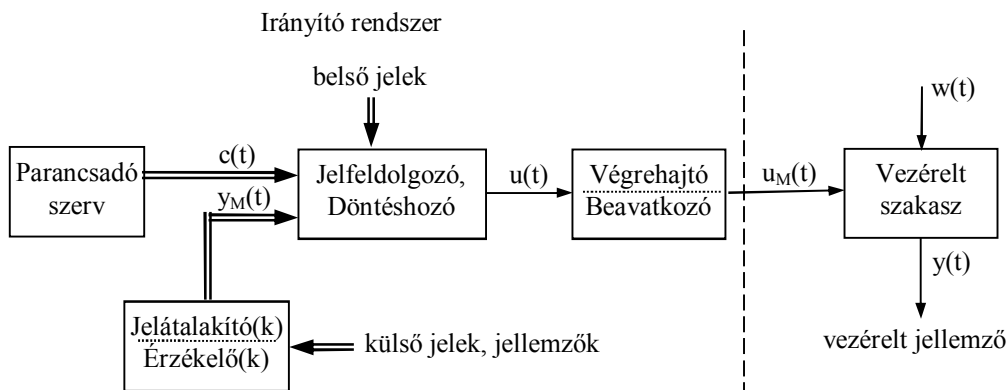 Irányító rendszer
belső jelek
w(t)
Parancsadó
szerv
c(t)
y_M(t)
Jelfeldolgozó,
Döntéshozó
u(t)
Végrehajtó
Beavatkozó
u_M(t)
Vezérelt
szakasz
y(t)
Jelátalakító(k)
Érzékelő(k)
külső jelek, jellemzők
vezérelt jellemző